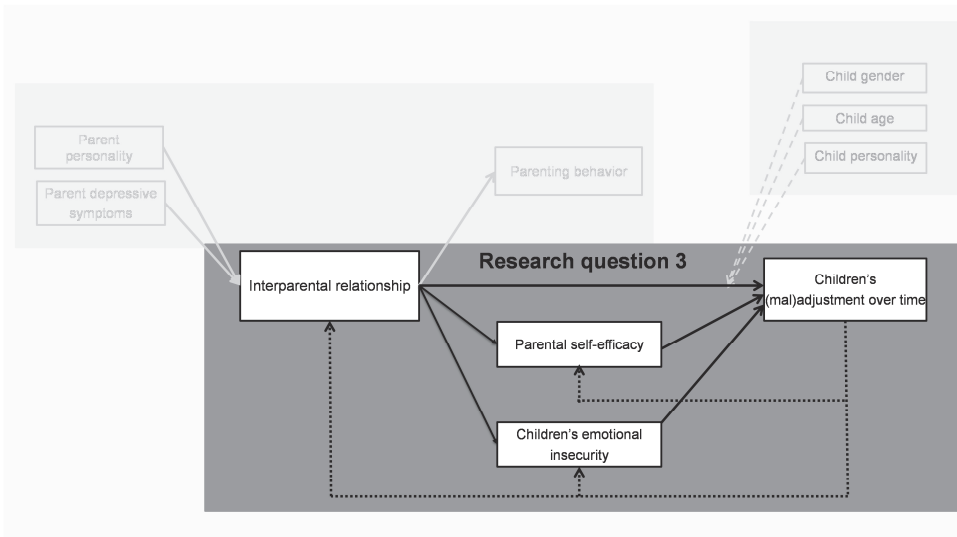 Child gender
Child age
Child personality
Parent
personality
Parent depressive
symptoms
Parenting behavior
Research question 3
Interparental relationship
Children's
(mal)adjustment over time
Parental self-efficacy
Children's emotional
insecurity